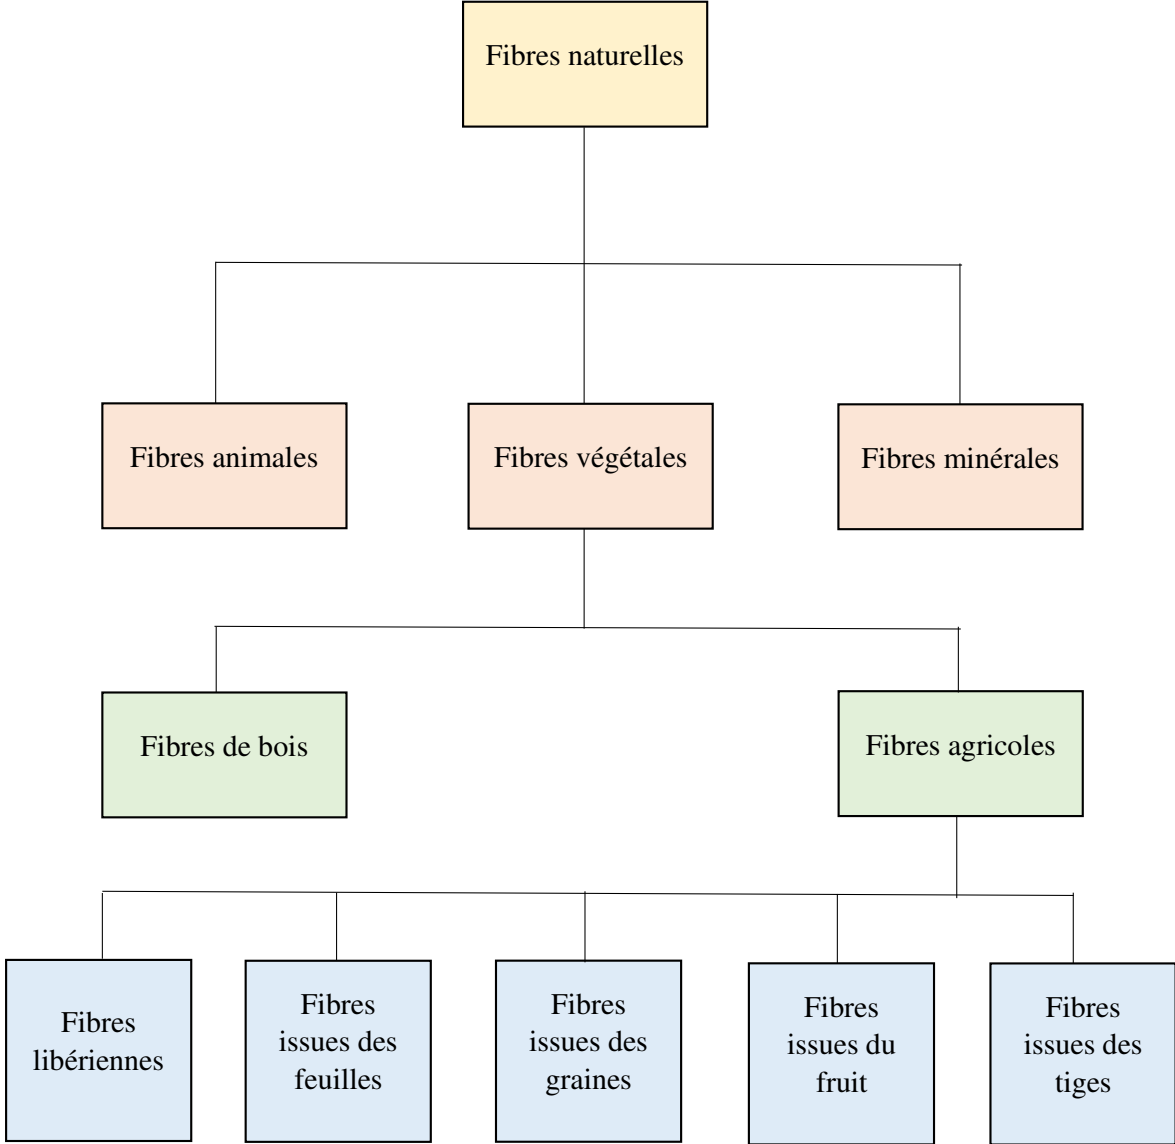 Fibres naturelles
Fibres animales
Fibres végétales
Fibres minérales
Fibres de bois
Fibres agricoles
Fibres
libériennes
Fibres
issues des
feuilles
Fibres
issues des
graines
Fibres
issues du
fruit
Fibres
issues des
tiges